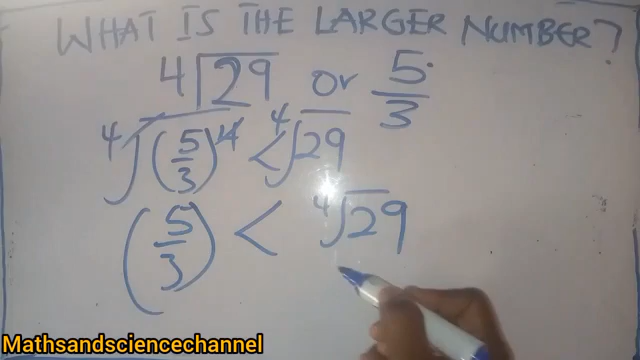 WHAT IS THE LARGER NUMBER?
4√29 or 5/3
⁴√(5/3)⁴ < ⁴√29
(5/3) < ⁴√29
Mathsandsciencechannel